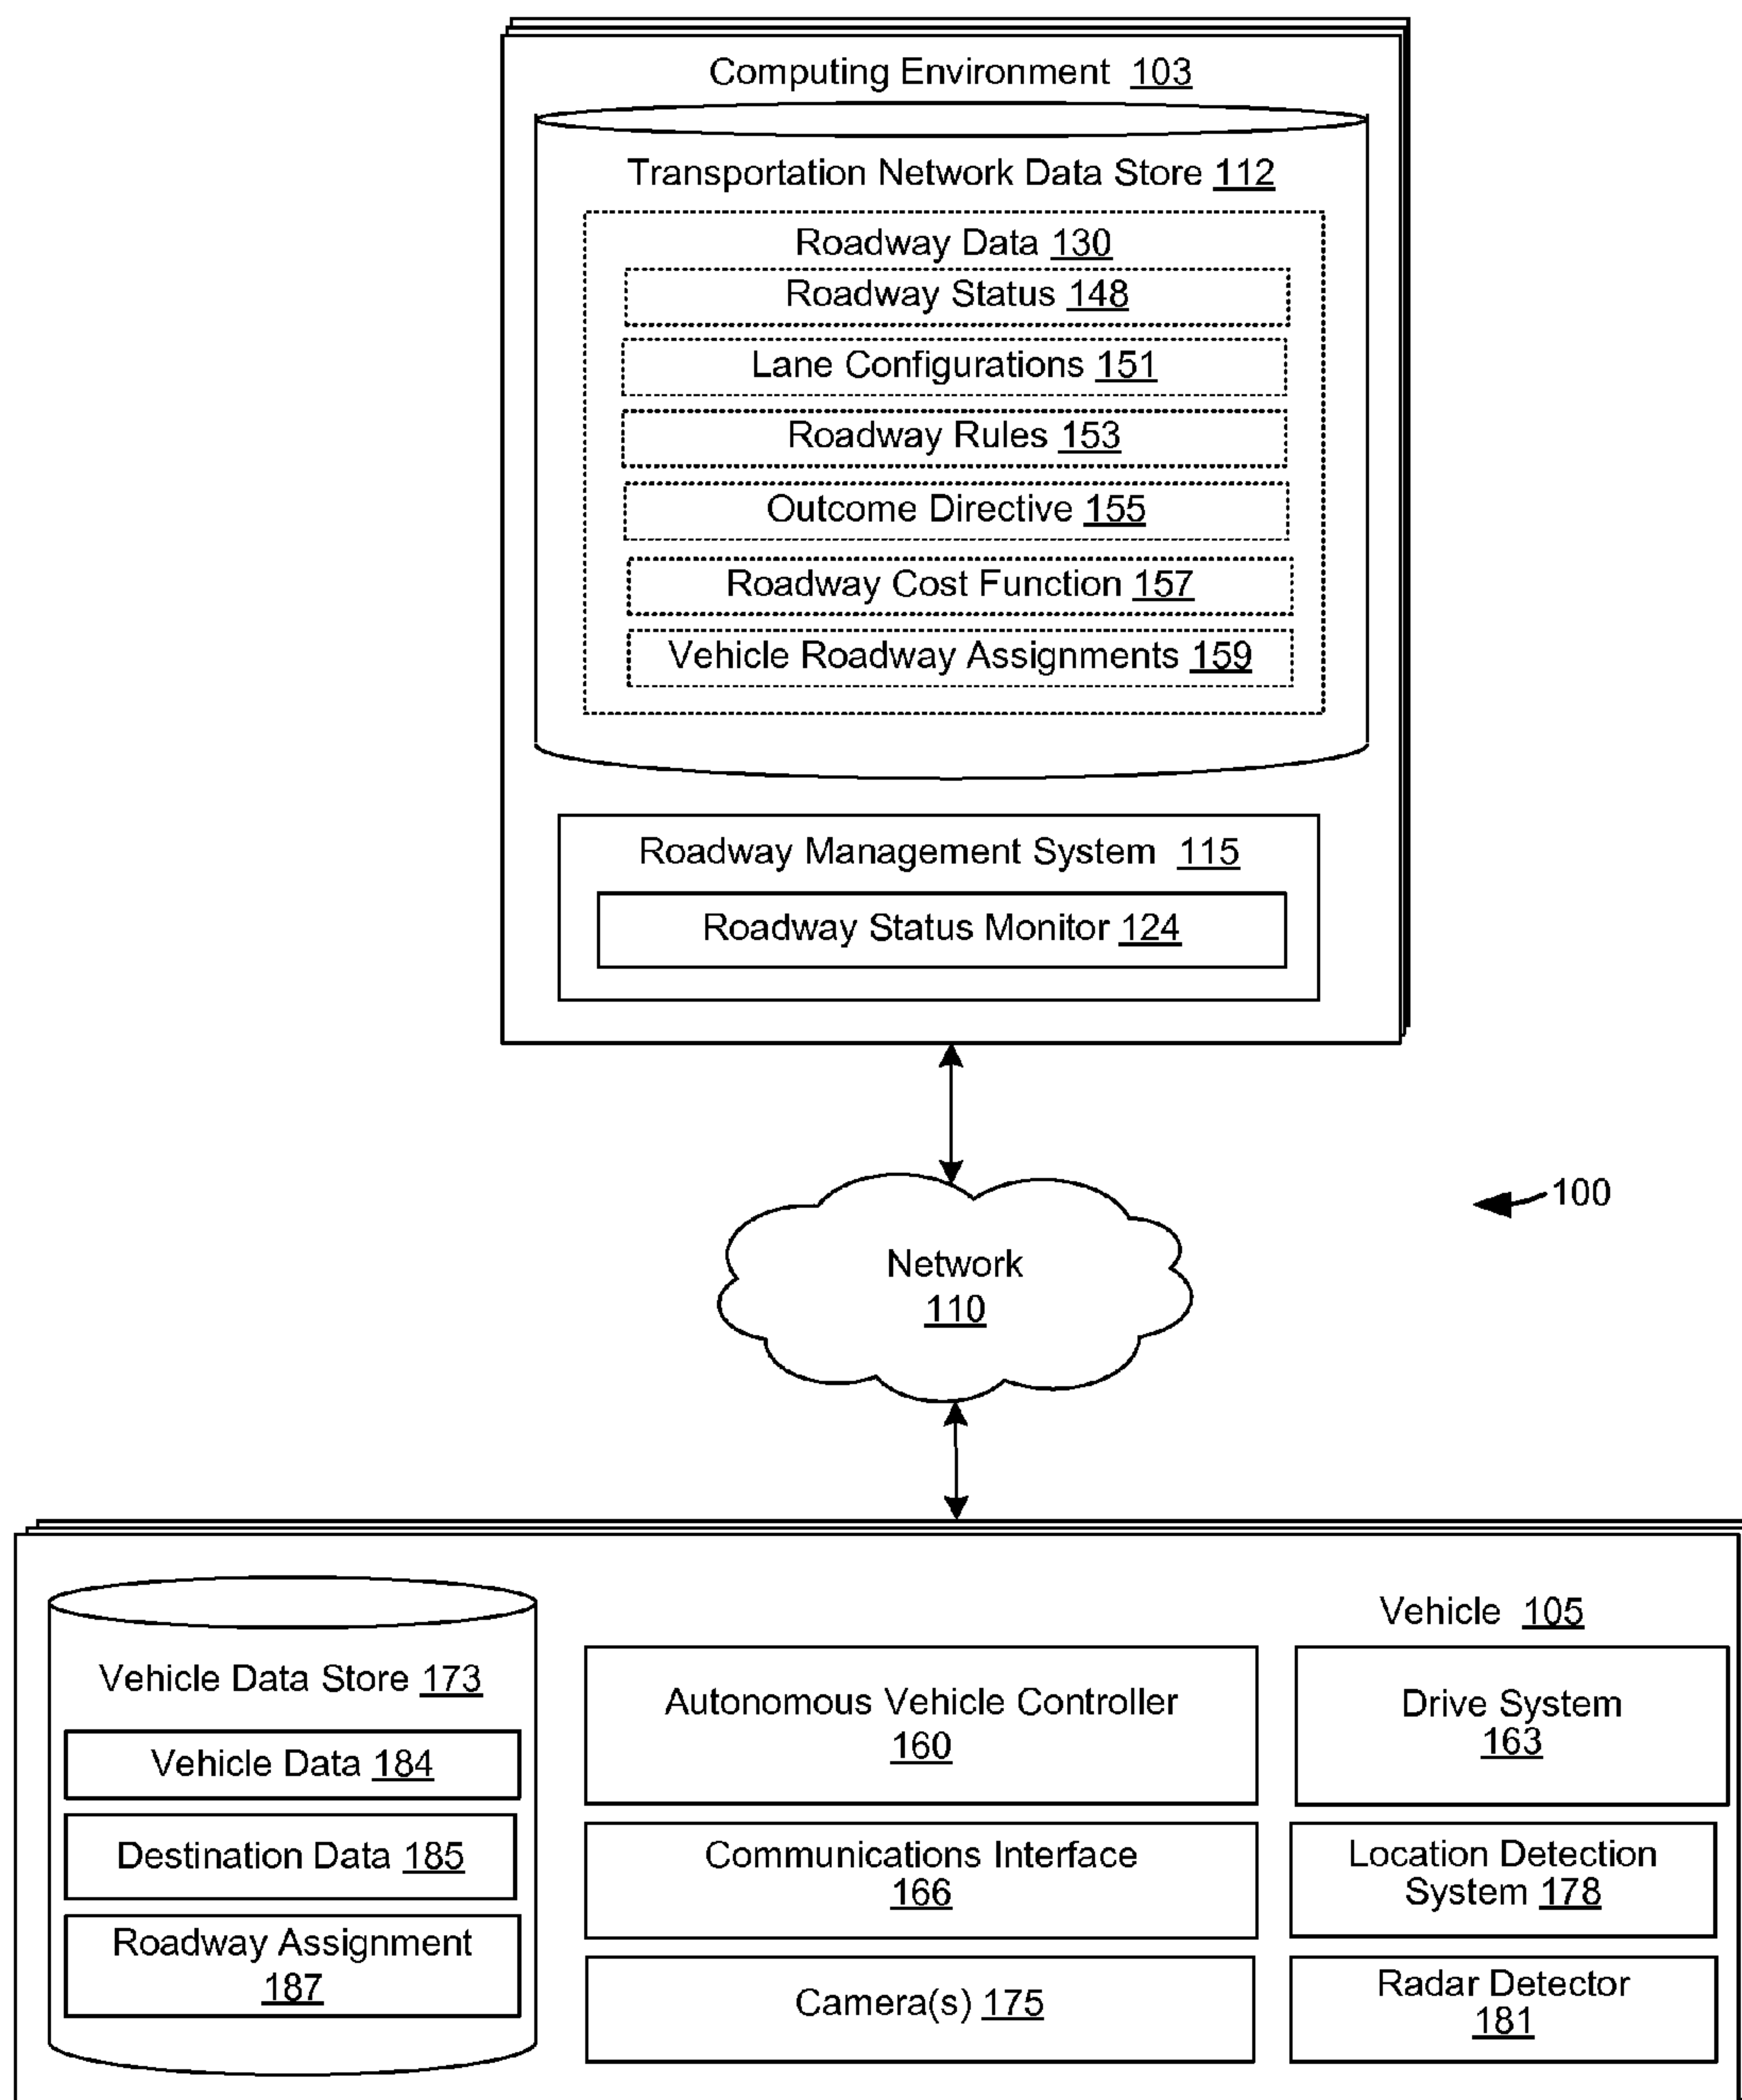 Computing Environment 103
Transportation Network Data Store 112
Roadway Data 130
Roadway Status 148
Lane Configurations 151
Roadway Rules 153
Outcome Directive 155
Roadway Cost Function 157
Vehicle Roadway Assignments 159
Roadway Management System 115
Roadway Status Monitor 124
100
Network
110
Vehicle 105
Vehicle Data Store 173
Vehicle Data 184
Destination Data 185
Roadway Assignment
187
Autonomous Vehicle Controller
160
Drive System
163
Communications Interface
166
Location Detection
System 178
Camera(s) 175
Radar Detector
181